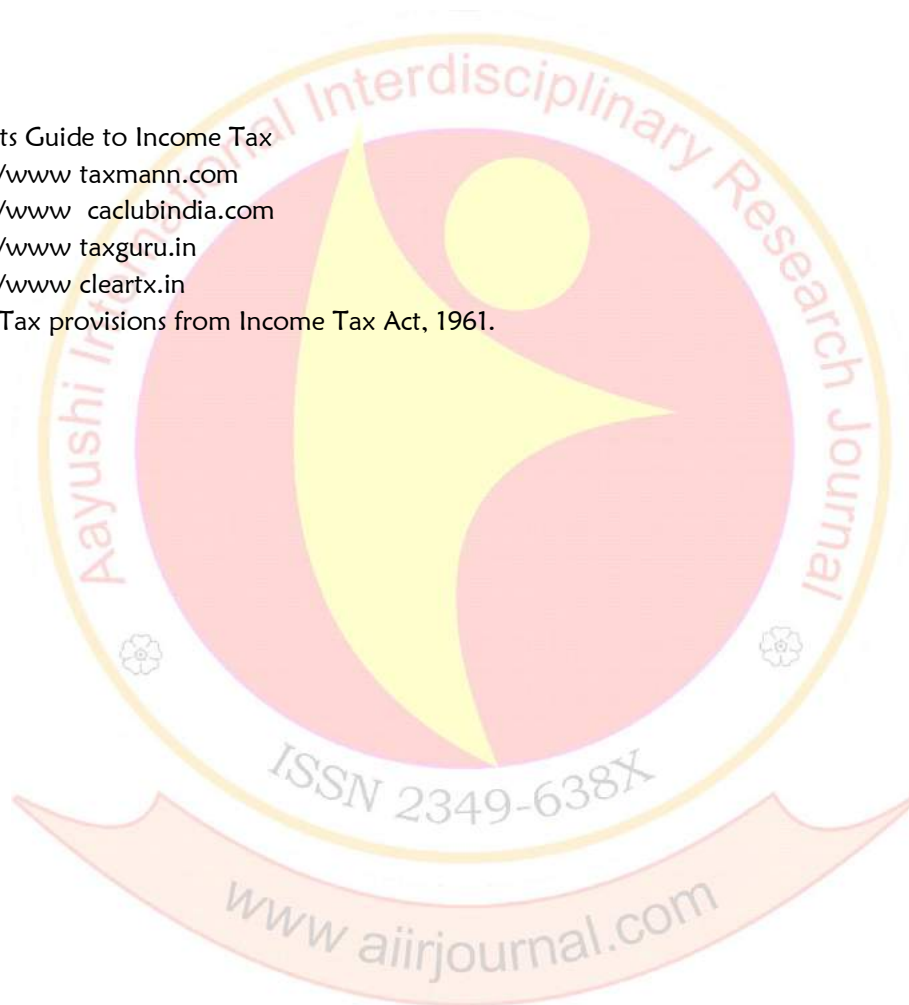 Aayushi International Interdisciplinary Research Journal
ts Guide to Income Tax
/www taxmann.com
/www caclubindia.com
/www taxguru.in
/www cleartx.in
Tax provisions from Income Tax Act, 1961.
ISSN 2349-638X
www aiirjournal.com